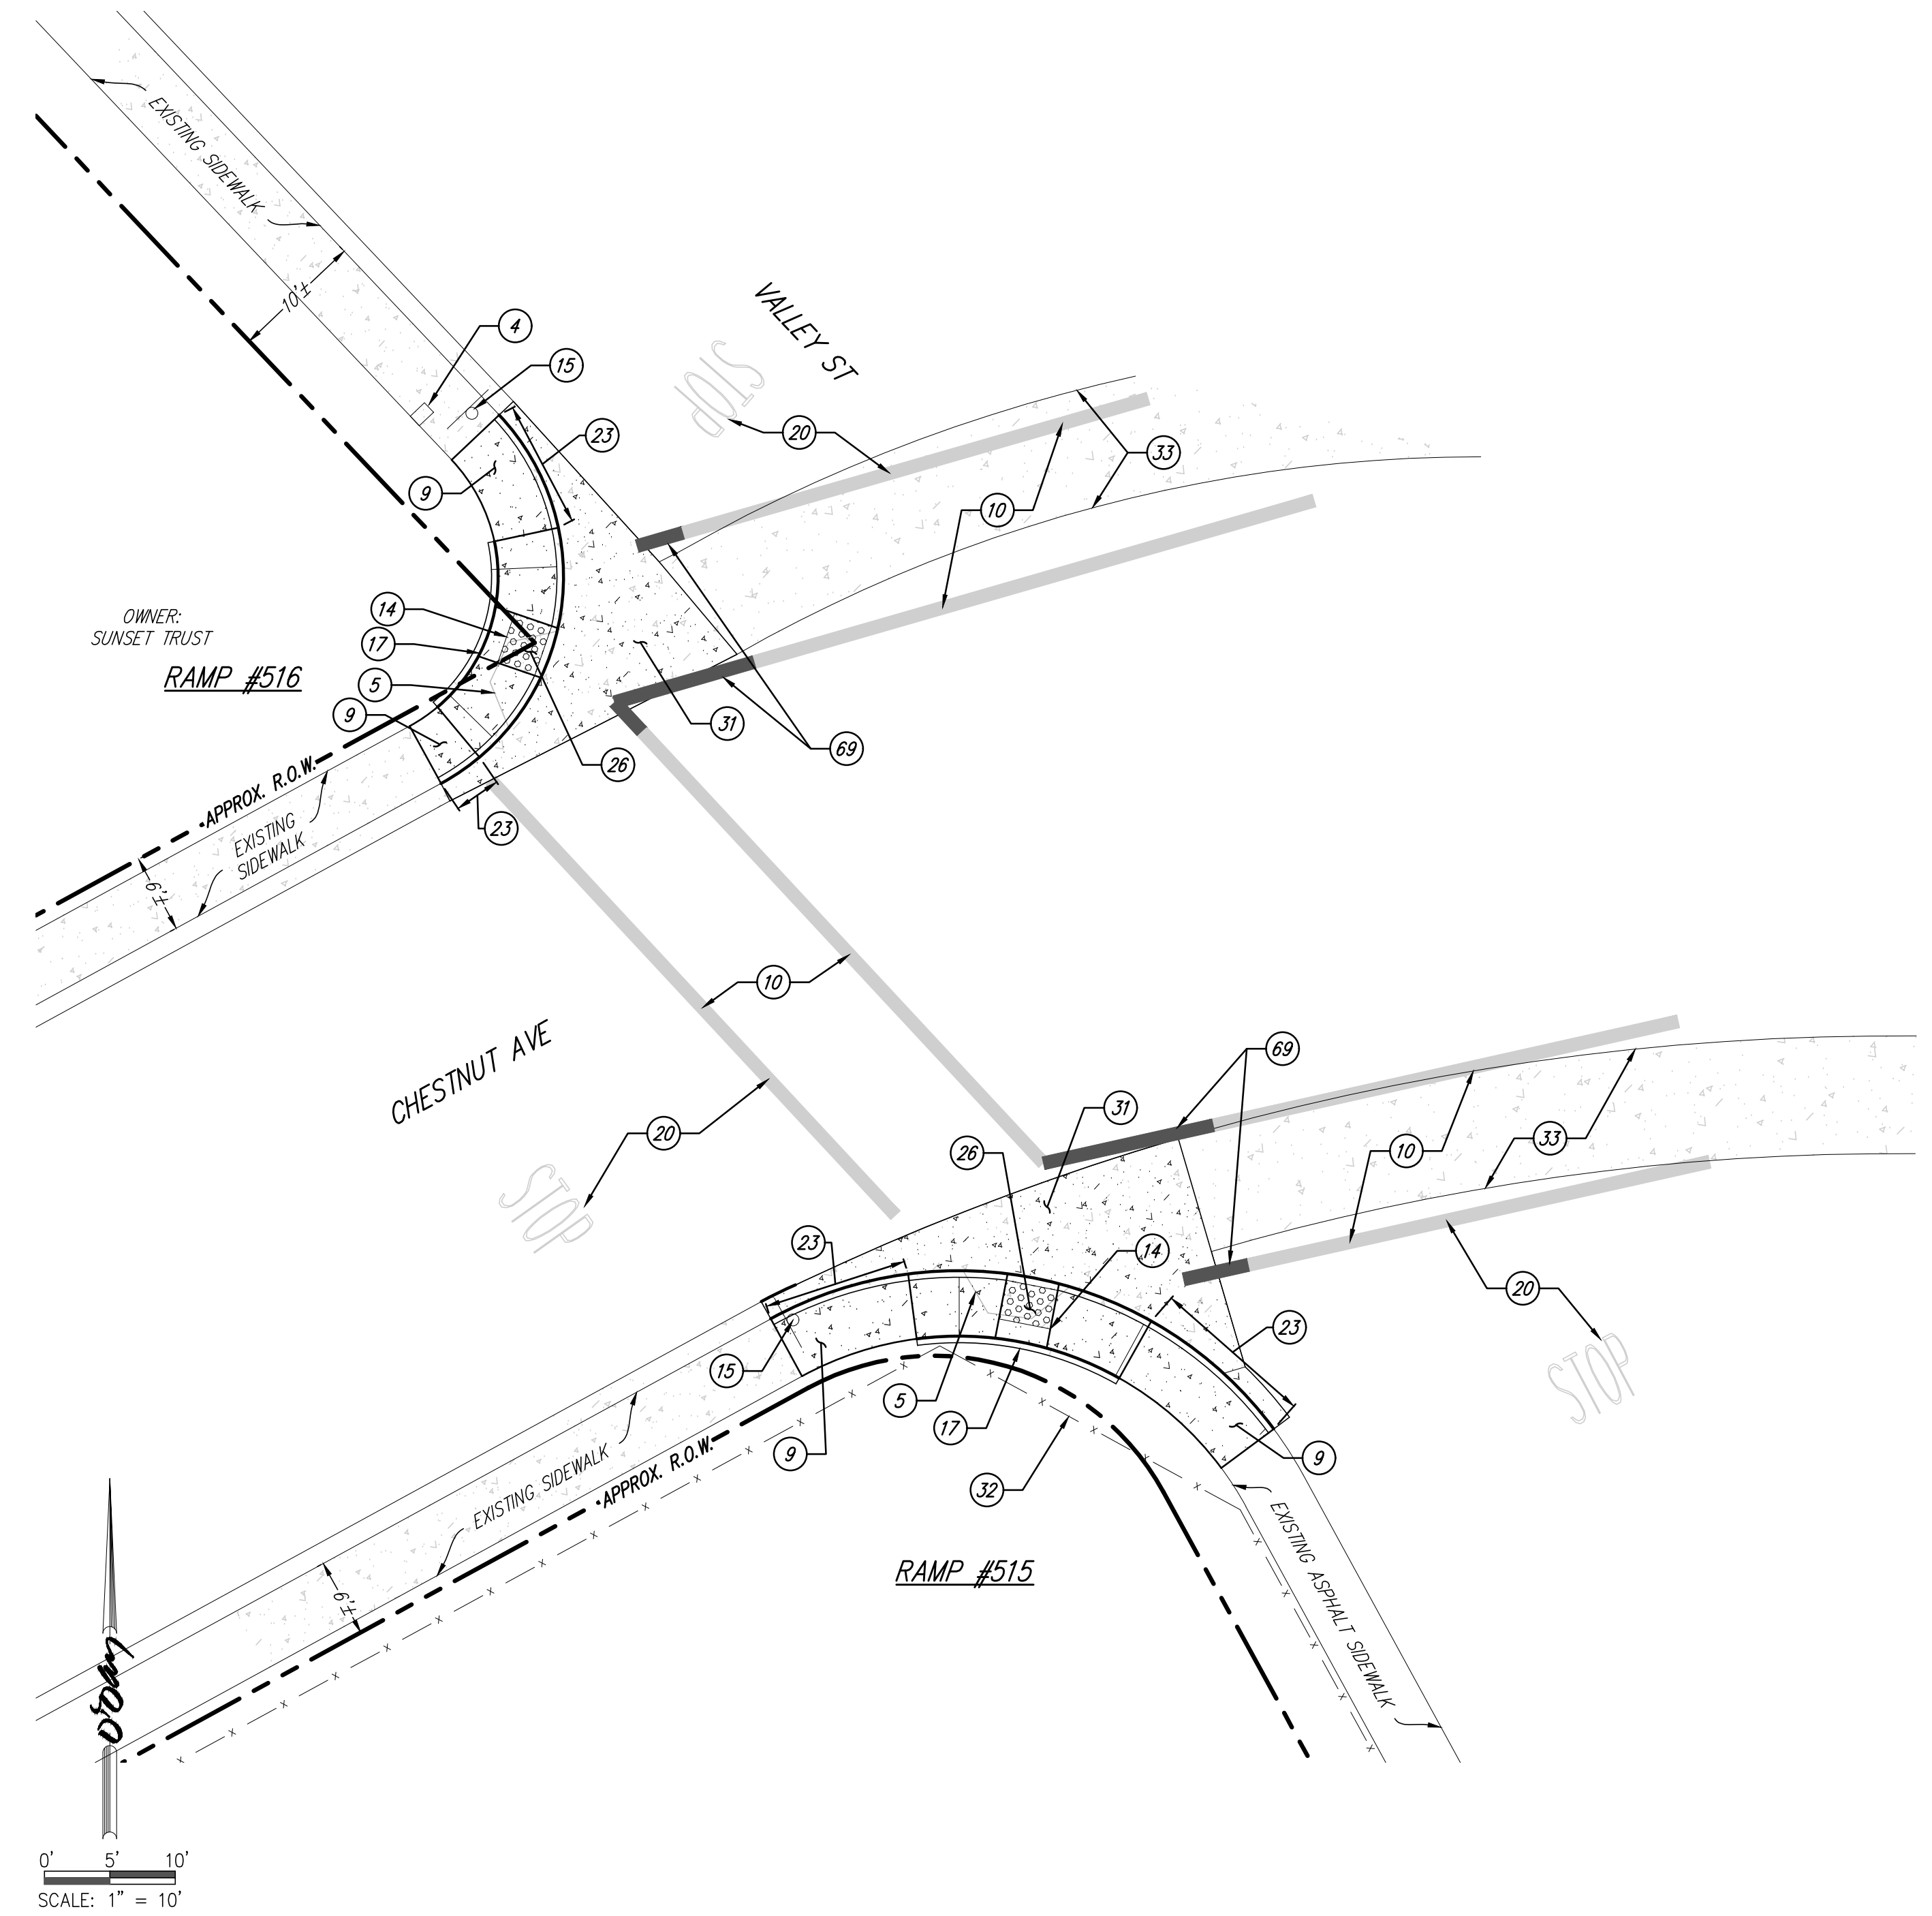 EXISTING SIDEWALK
10'±
4
15
VALLEY ST
STOP
20
23
33
9
10
10
14
OWNER:
SUNSET TRUST
17
RAMP #516
5
9
31
69
26
APPROX. R.O.W.
EXISTING
SIDEWALK
23
6'±
10
CHESTNUT AVE
69
31
20
33
26
10
STOP
23
14
20
23
15
STOP
5
17
9
9
EXISTING SIDEWALK
APPROX. R.O.W.
32
RAMP #515
EXISTING ASPHALT SIDEWALK
6'±
0' 5' 10'
SCALE: 1" = 10'